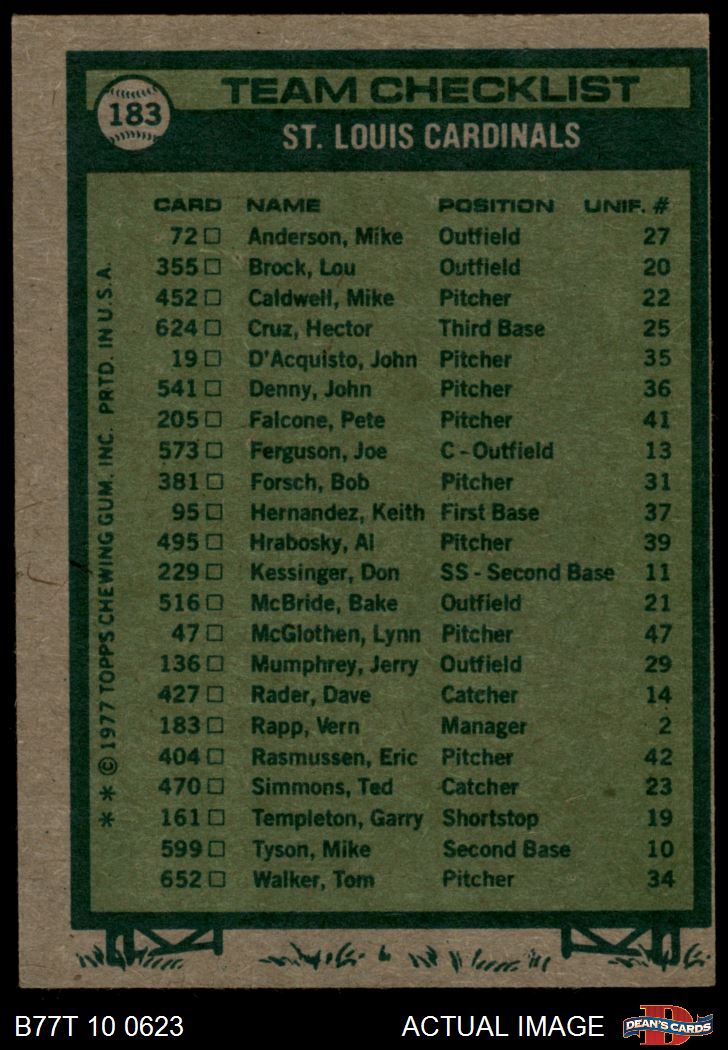 183
TEAM CHECKLIST
ST. LOUIS CARDINALS
CARD NAME POSITION UNIF. #
72 □ Anderson, Mike Outfield 27
355 □ Brock, Lou Outfield 20
452 □ Caldwell, Mike Pitcher 22
624 □ Cruz, Hector Third Base 25
19 □ D'Acquisto, John Pitcher 35
541 □ Denny, John Pitcher 36
205 □ Falcone, Pete Pitcher 41
573 □ Ferguson, Joe C - Outfield 13
381 □ Forsch, Bob Pitcher 31
95 □ Hernandez, Keith First Base 37
495 □ Hrabosky, Al Pitcher 39
229 □ Kessinger, Don SS - Second Base 11
516 □ McBride, Bake Outfield 21
47 □ McGlothen, Lynn Pitcher 47
136 □ Mumphrey, Jerry Outfield 29
427 □ Rader, Dave Catcher 14
183 □ Rapp, Vern Manager 2
404 □ Rasmussen, Eric Pitcher 42
470 □ Simmons, Ted Catcher 23
161 □ Templeton, Garry Shortstop 19
599 □ Tyson, Mike Second Base 10
652 □ Walker, Tom Pitcher 34
* * © 1977 TOPPS CHEWING GUM, INC. PRTD. IN U.S.A.
B77T 10 0623 ACTUAL IMAGE
D
DEAN'S CARDS